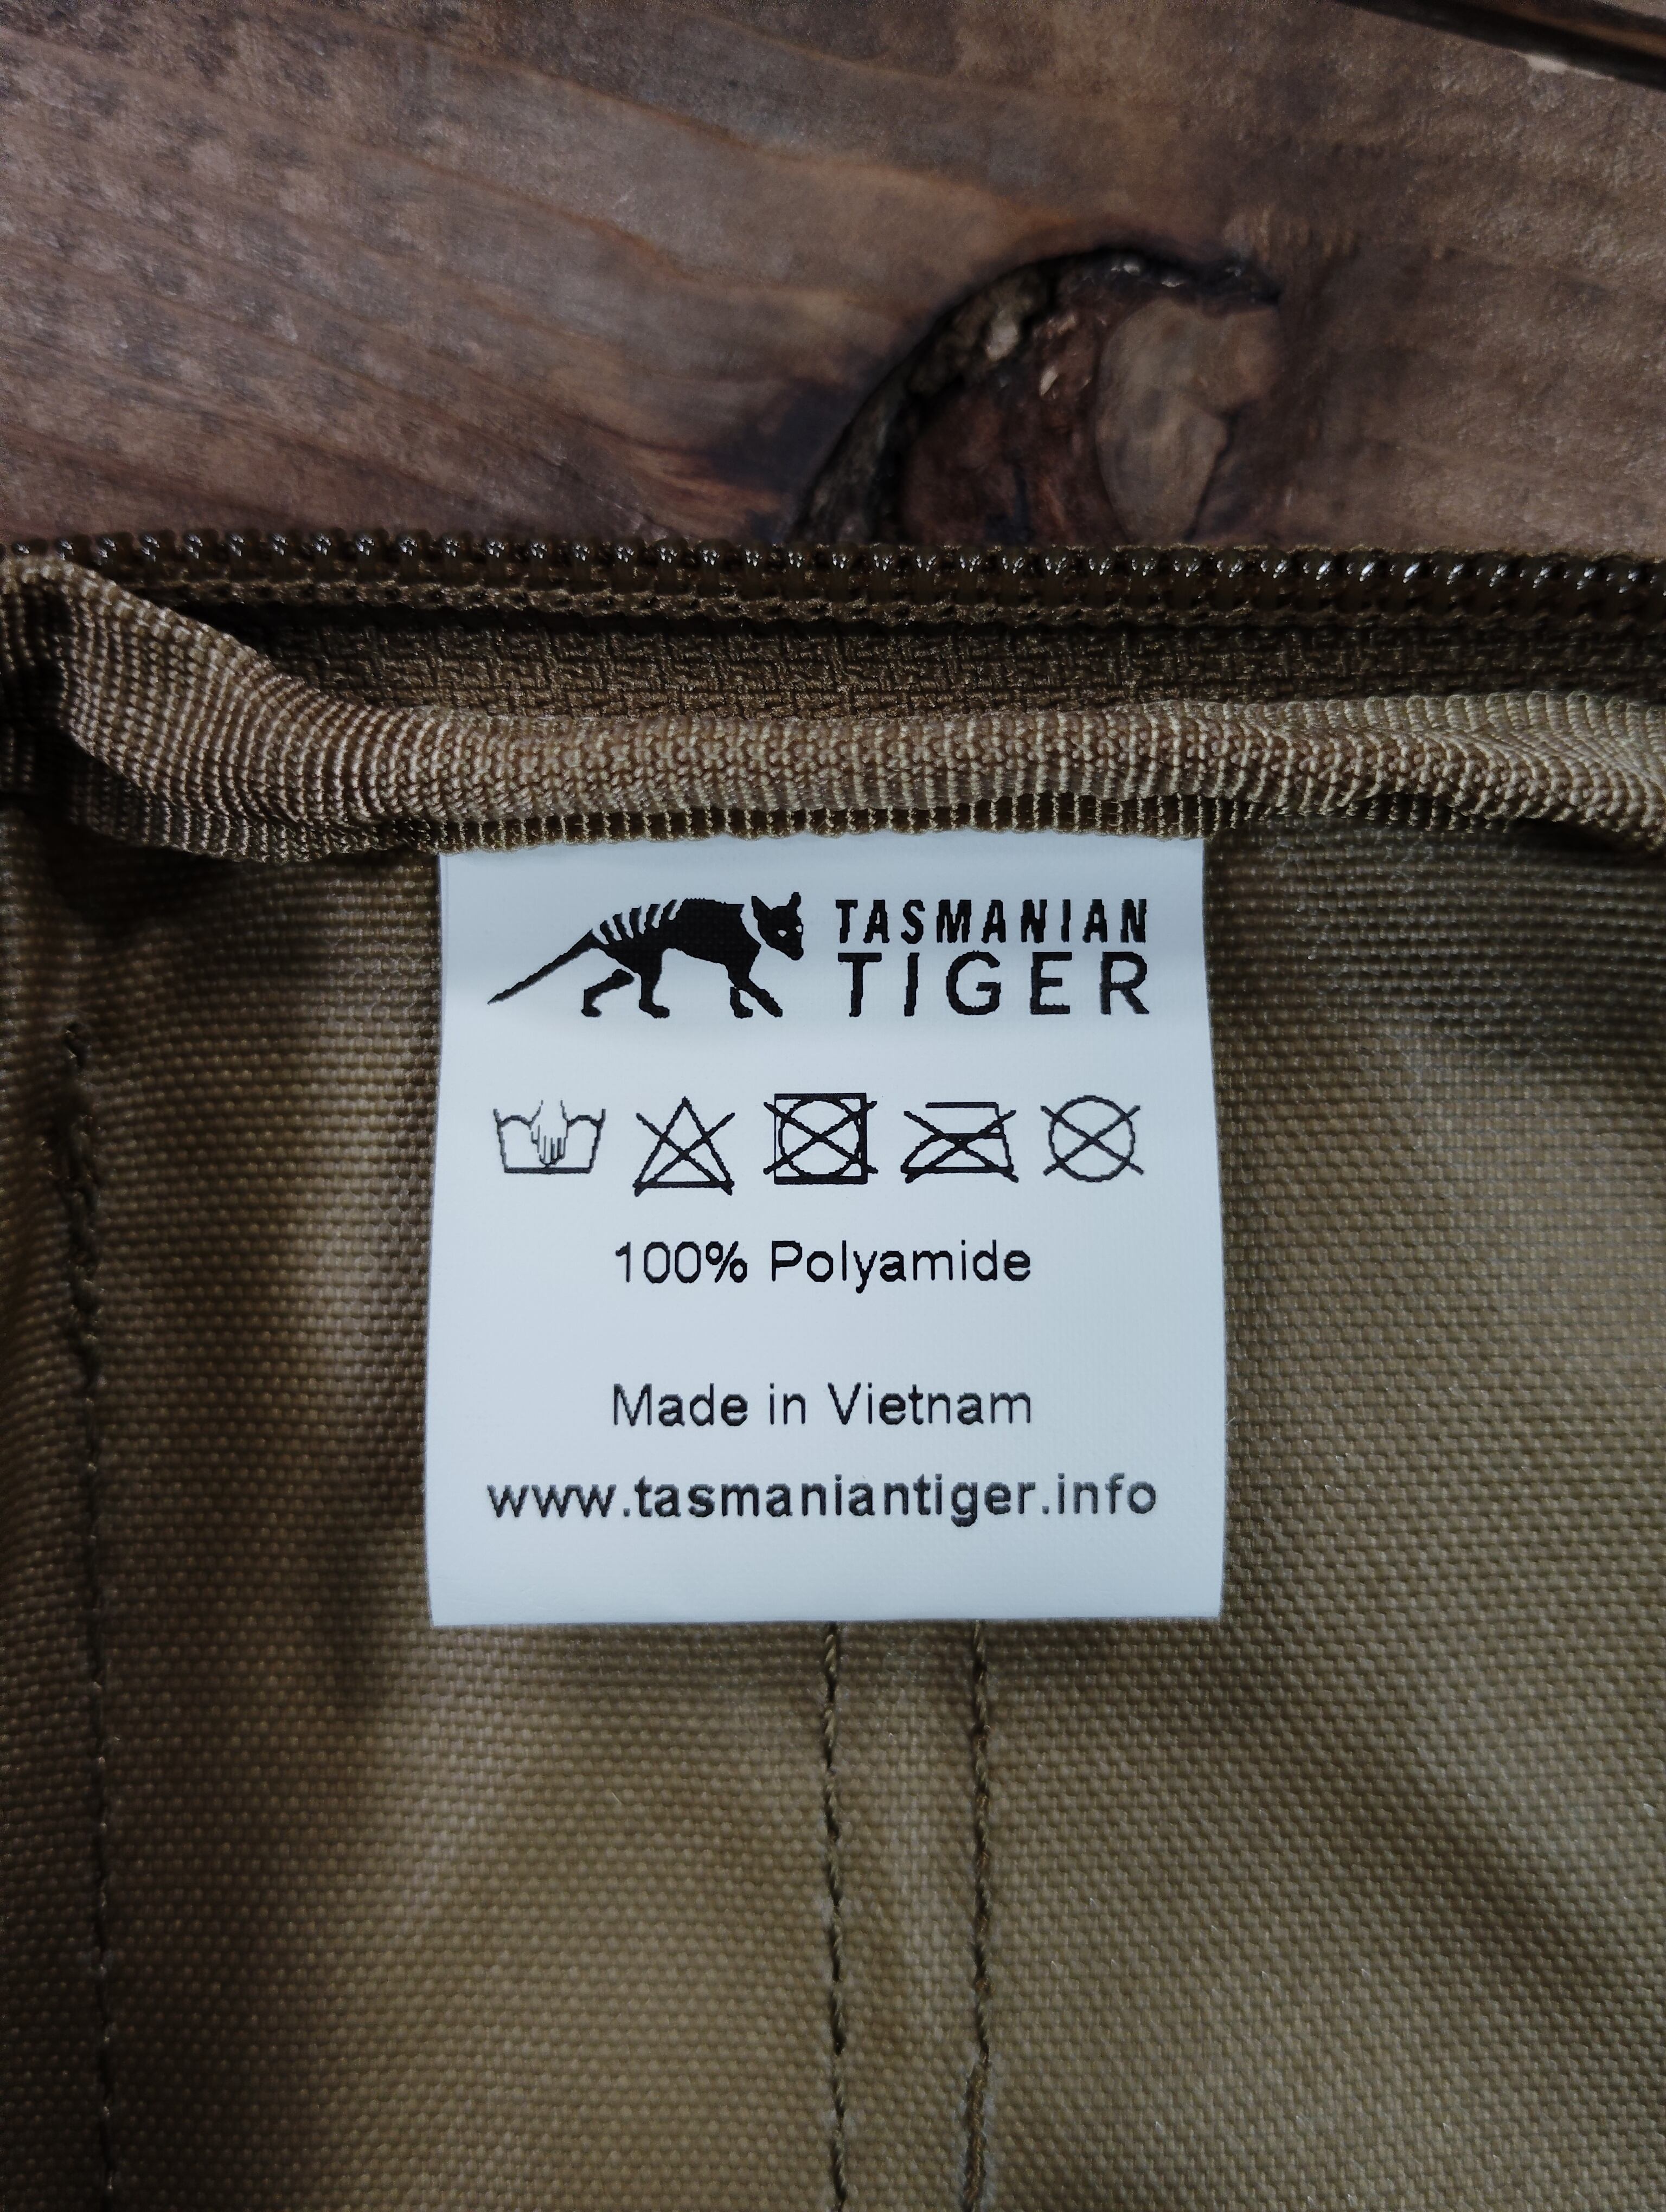 TASMANIAN
TIGER
100% Polyamide
Made in Vietnam
www.tasmaniantiger.info